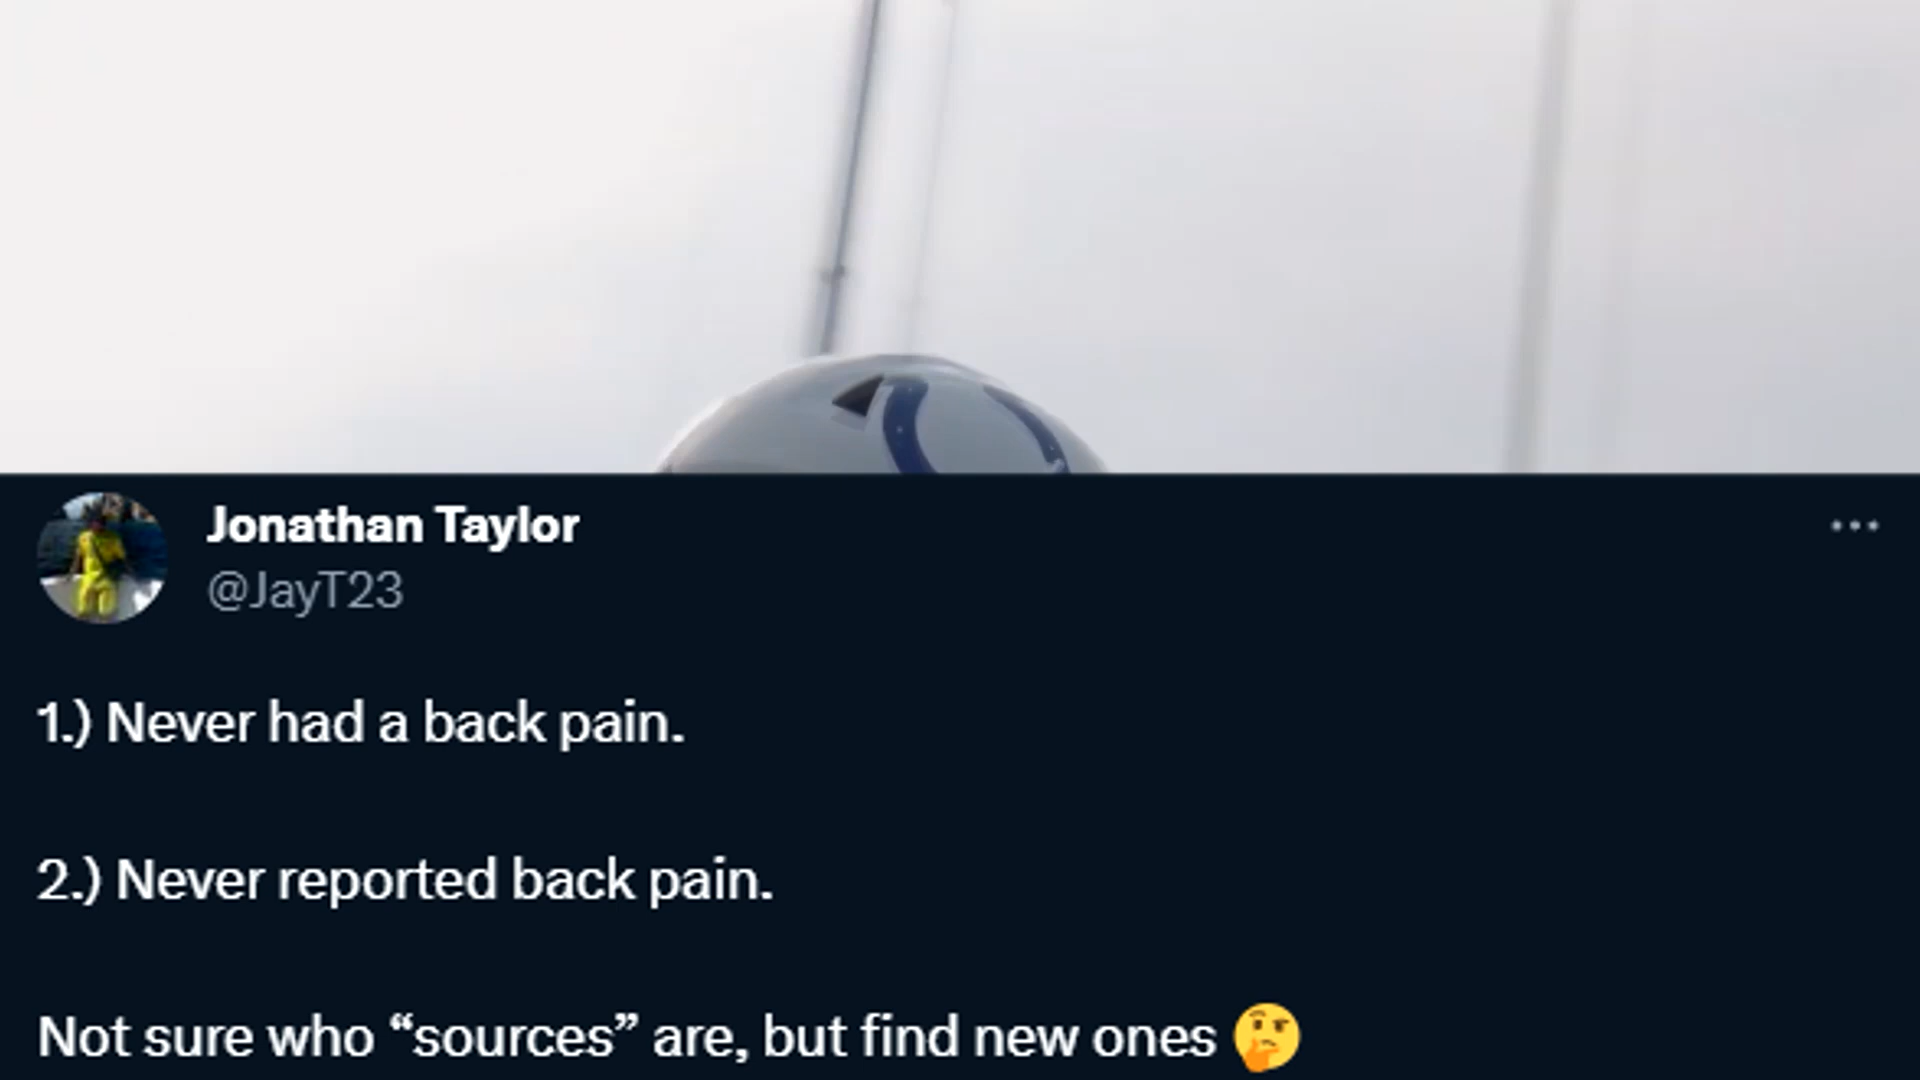 Jonathan Taylor
@JayT23
1.) Never had a back pain.
2.) Never reported back pain.
Not sure who “sources” are, but find new ones 🤔